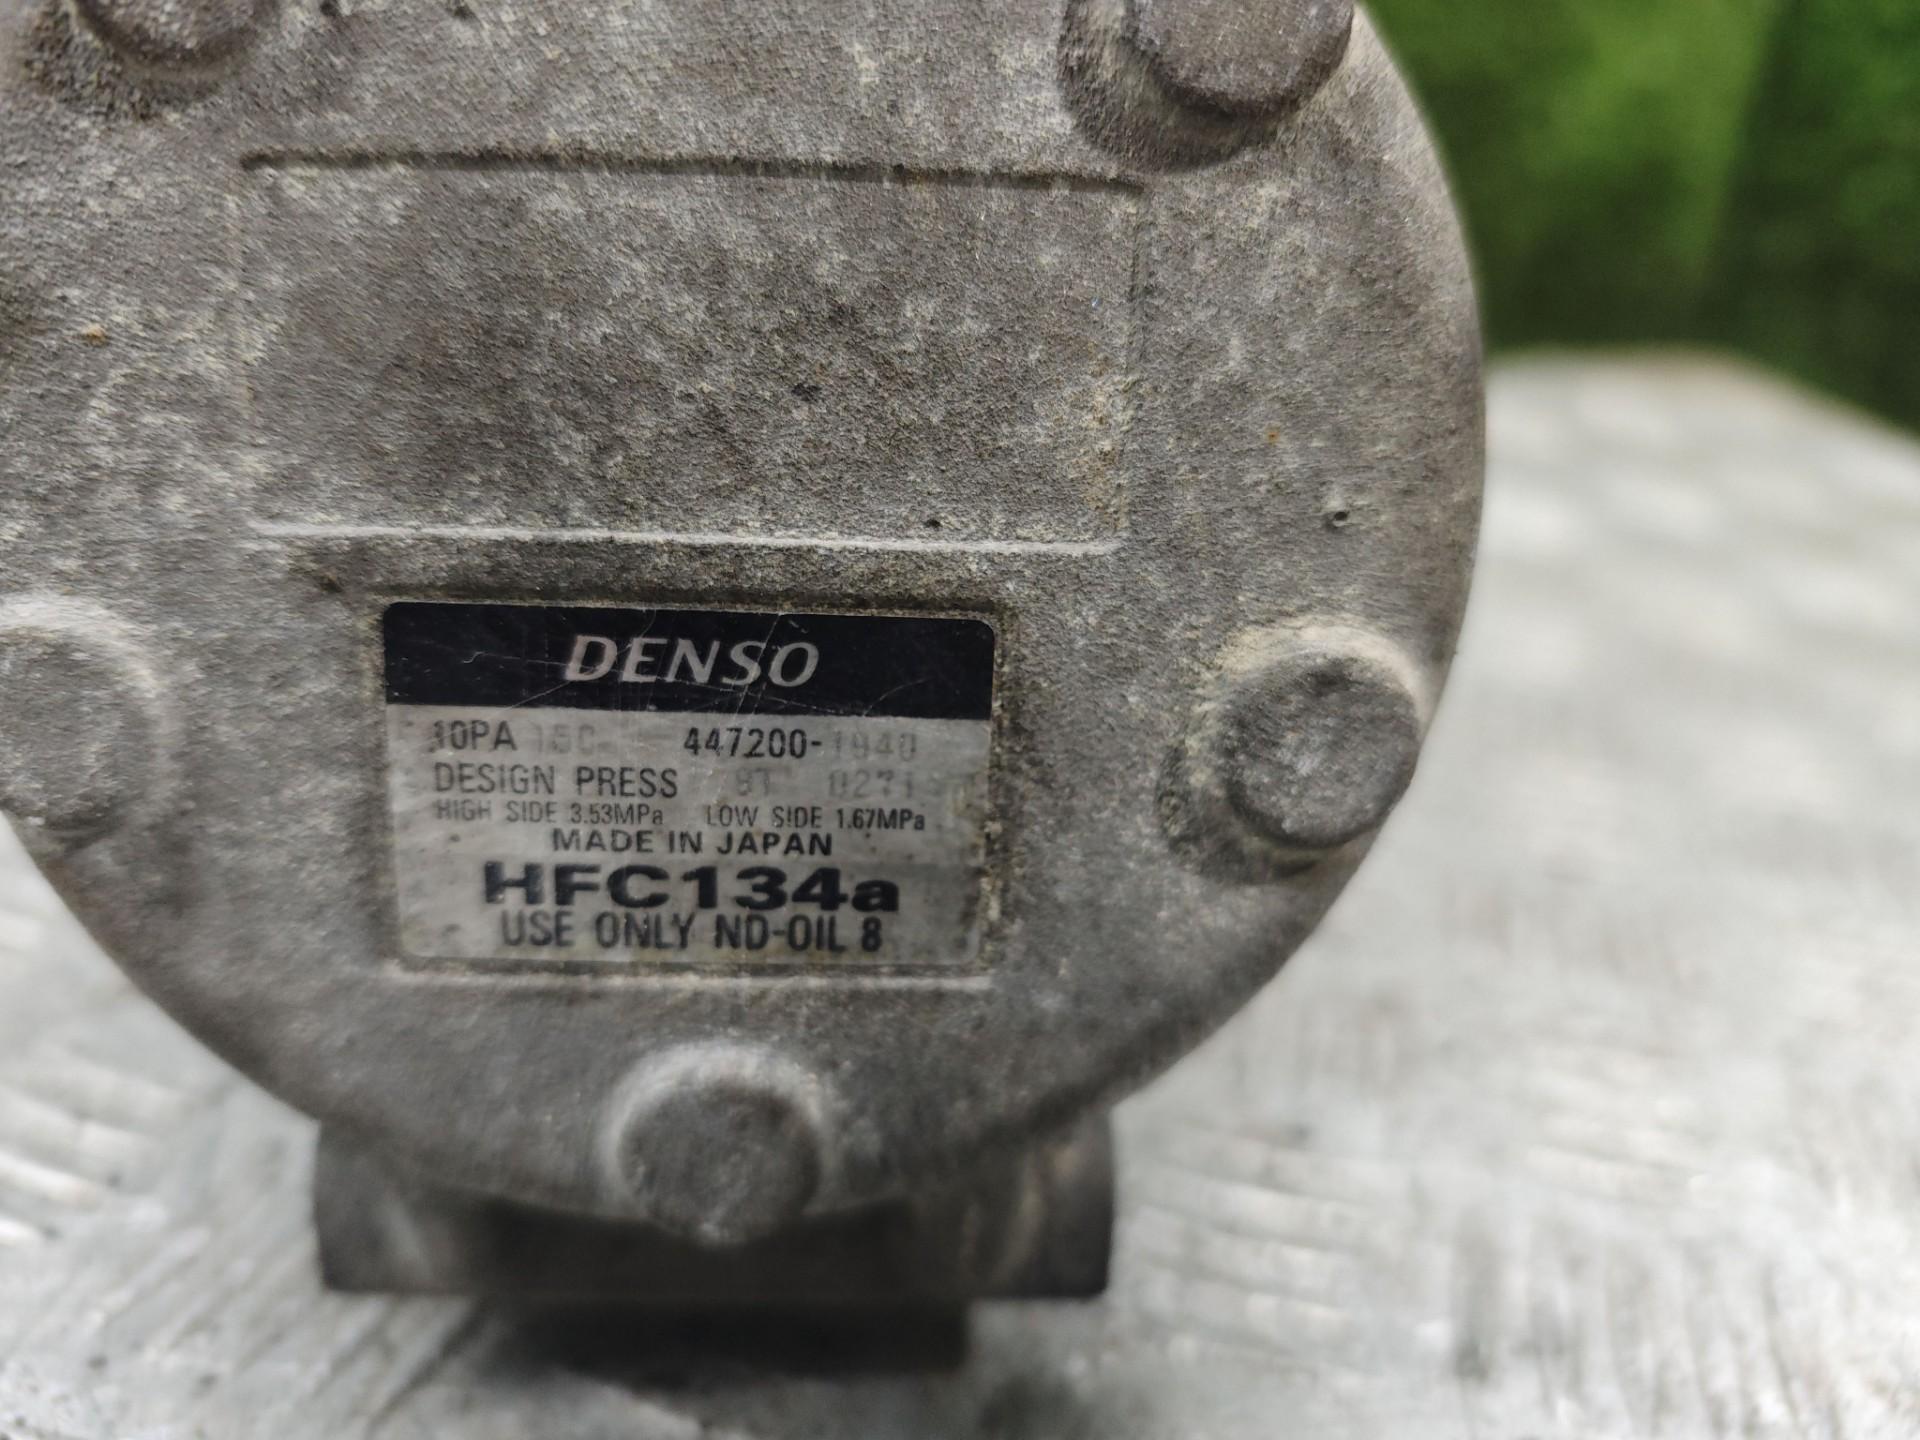 DENSO
10PA 15C 447200-
DESIGN PRESS
HIGH SIDE 3.53MPa LOW SIDE 1.67MPa
MADE IN JAPAN
HFC134a
USE ONLY ND-OIL 8